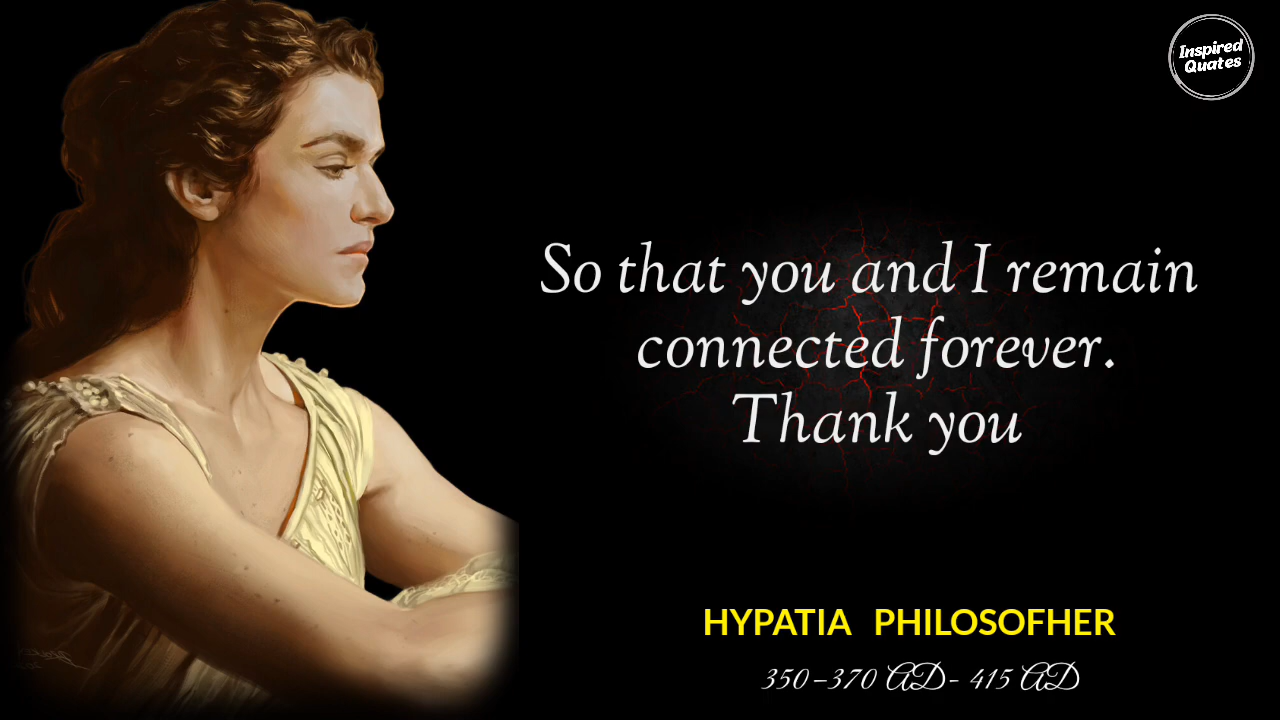 Inspired
Quates
So that you and I remain
connected forever.
Thank you
HYPATIA PHILOSOFHER
350-370 AD- 415 AD